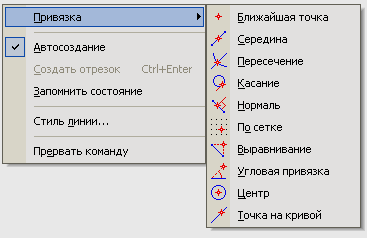 Привязка
Автосоздание
Создать отрезок Ctrl+Enter
Запомнить состояние
Стиль линии...
Прервать команду
Ближайшая точка
Середина
Пересечение
Касание
Нормаль
По сетке
Выравнивание
Угловая привязка
Центр
Точка на кривой